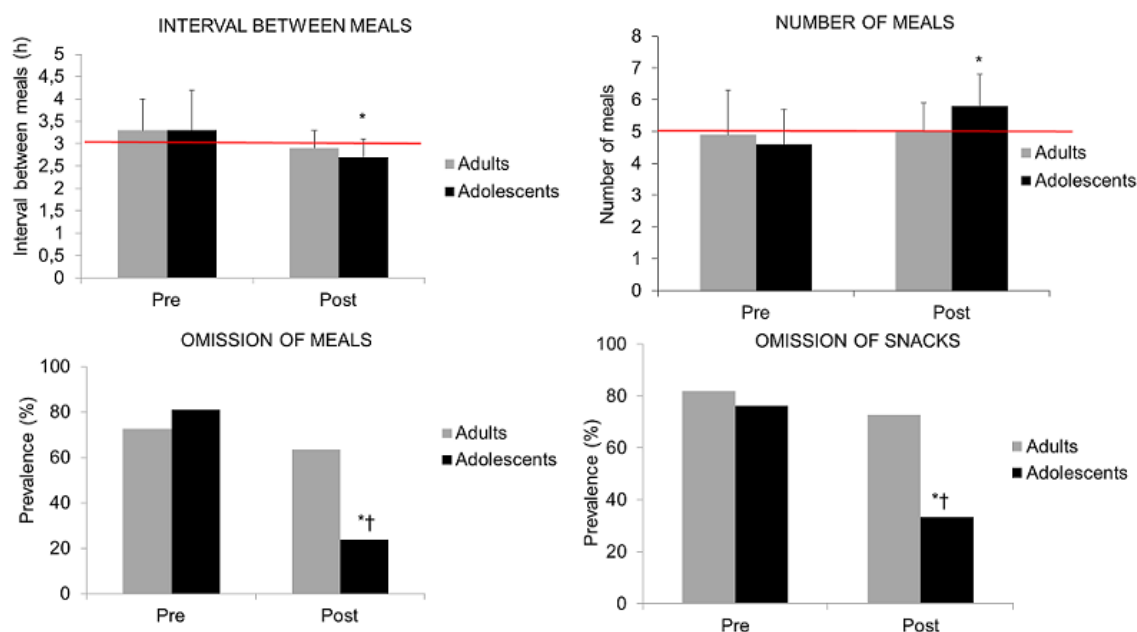 INTERVAL BETWEEN MEALS
Interval between meals (h)
5
4,5
4
3,5
3
2,5
2
1,5
1
0,5
0
*
Pre
Post
Adults
Adolescents
NUMBER OF MEALS
Number of meals
8
7
6
5
4
3
2
1
0
*
Pre
Post
Adults
Adolescents
OMISSION OF MEALS
Prevalence (%)
100
80
60
40
20
0
*†
Pre
Post
Adults
Adolescents
OMISSION OF SNACKS
Prevalence (%)
100
80
60
40
20
0
*†
Pre
Post
Adults
Adolescents